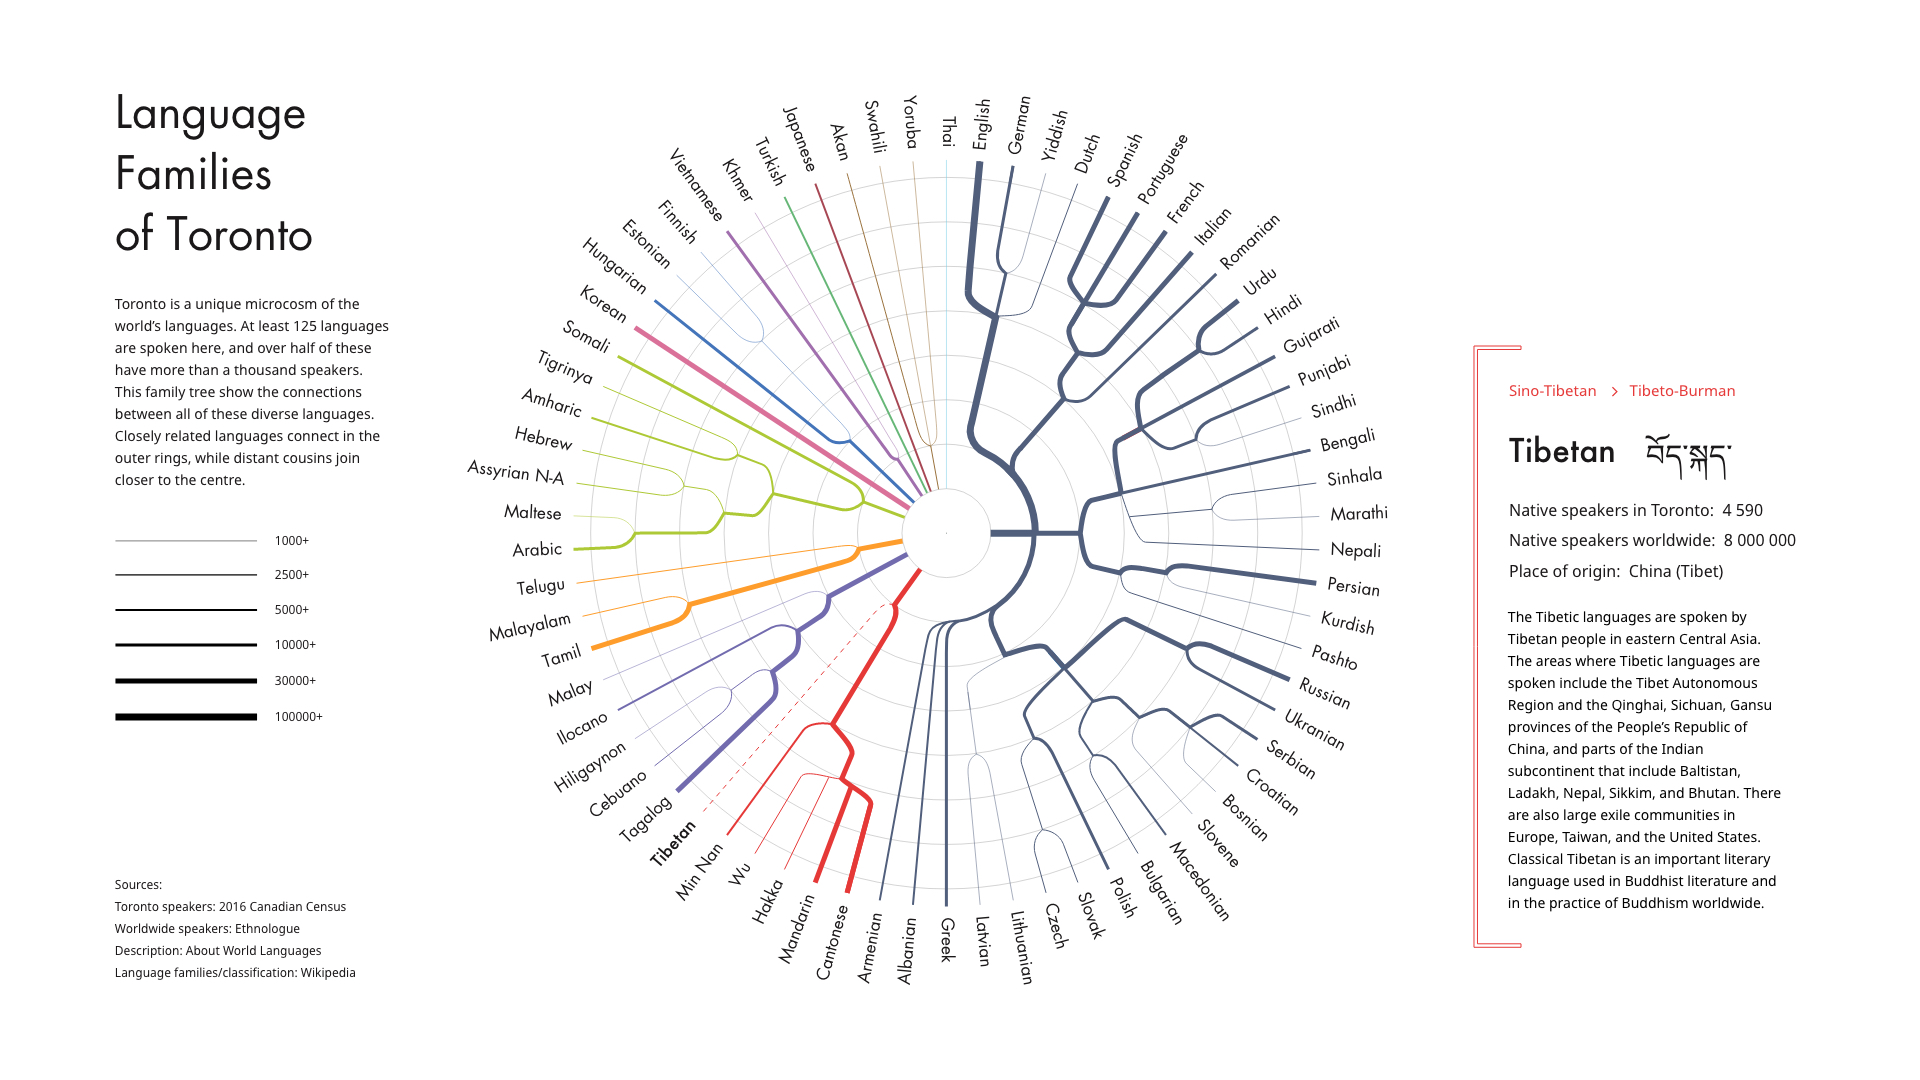 Language
Families
of Toronto
Toronto is a unique microcosm of the
world’s languages. At least 125 languages
are spoken here, and over half of these
have more than a thousand speakers.
This family tree show the connections
between all of these diverse languages.
Closely related languages connect in the
outer rings, while distant cousins join
closer to the centre.
1000+
2500+
5000+
10000+
30000+
100000+
Sources:
Toronto speakers: 2016 Canadian Census
Worldwide speakers: Ethnologue
Description: About World Languages
Language families/classification: Wikipedia
Thai
English
German
Yiddish
Dutch
Spanish
Portuguese
French
Italian
Romanian
Urdu
Hindi
Gujarati
Punjabi
Sindhi
Bengali
Sinhala
Marathi
Nepali
Persian
Kurdish
Pashto
Russian
Ukranian
Serbian
Croatian
Bosnian
Slovene
Macedonian
Bulgarian
Polish
Slovak
Czech
Lithuanian
Latvian
Greek
Albanian
Armenian
Cantonese
Mandarin
Hakka
Wu
Min Nan
Tibetan
Tagalog
Cebuano
Hiligaynon
Ilocano
Malay
Tamil
Malayalam
Telugu
Arabic
Maltese
Assyrian N-A
Hebrew
Amharic
Tigrinya
Somali
Korean
Hungarian
Estonian
Finnish
Vietnamese
Khmer
Turkish
Japanese
Akan
Swahili
Yoruba
Sino-Tibetan > Tibeto-Burman
Tibetan བོད་སྐད་
Native speakers in Toronto: 4 590
Native speakers worldwide: 8 000 000
Place of origin: China (Tibet)
The Tibetic languages are spoken by
Tibetan people in eastern Central Asia.
The areas where Tibetic languages are
spoken include the Tibet Autonomous
Region and the Qinghai, Sichuan, Gansu
provinces of the People’s Republic of
China, and parts of the Indian
subcontinent that include Baltistan,
Ladakh, Nepal, Sikkim, and Bhutan. There
are also large exile communities in
Europe, Taiwan, and the United States.
Classical Tibetan is an important literary
language used in Buddhist literature and
in the practice of Buddhism worldwide.